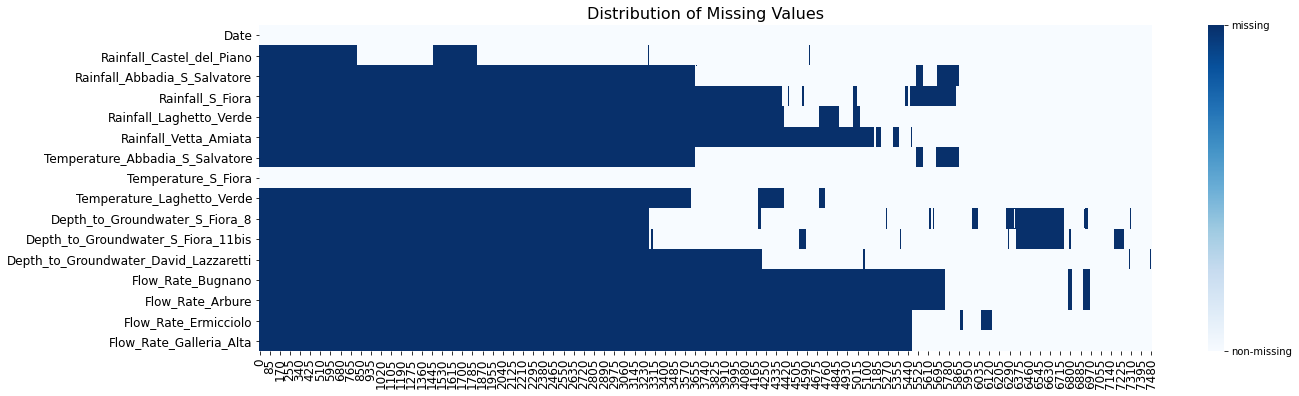 Distribution of Missing Values
Date
Rainfall_Castel_del_Piano
Rainfall_Abbadia_S_Salvatore
Rainfall_S_Fiora
Rainfall_Laghetto_Verde
Rainfall_Vetta_Amiata
Temperature_Abbadia_S_Salvatore
Temperature_S_Fiora
Temperature_Laghetto_Verde
Depth_to_Groundwater_S_Fiora_8
Depth_to_Groundwater_S_Fiora_11bis
Depth_to_Groundwater_David_Lazzaretti
Flow_Rate_Bugnano
Flow_Rate_Arbure
Flow_Rate_Ermicciolo
Flow_Rate_Galleria_Alta
0 85 170 255 340 425 510 595 680 765 850 935 1020 1105 1190 1275 1360 1445 1530 1615 1700 1785 1870 1955 2040 2125 2210 2295 2380 2465 2550 2635 2720 2805 2890 2975 3060 3145 3230 3315 3400 3485 3570 3655 3740 3825 3910 3995 4080 4165 4250 4335 4420 4505 4590 4675 4760 4845 4930 5015 5100 5185 5270 5355 5440 5525 5610 5695 5780 5865 5950 6035 6120 6205 6290 6375 6460 6545 6630 6715 6800 6885 6970 7055 7140 7225 7310 7395 7480
missing
non-missing